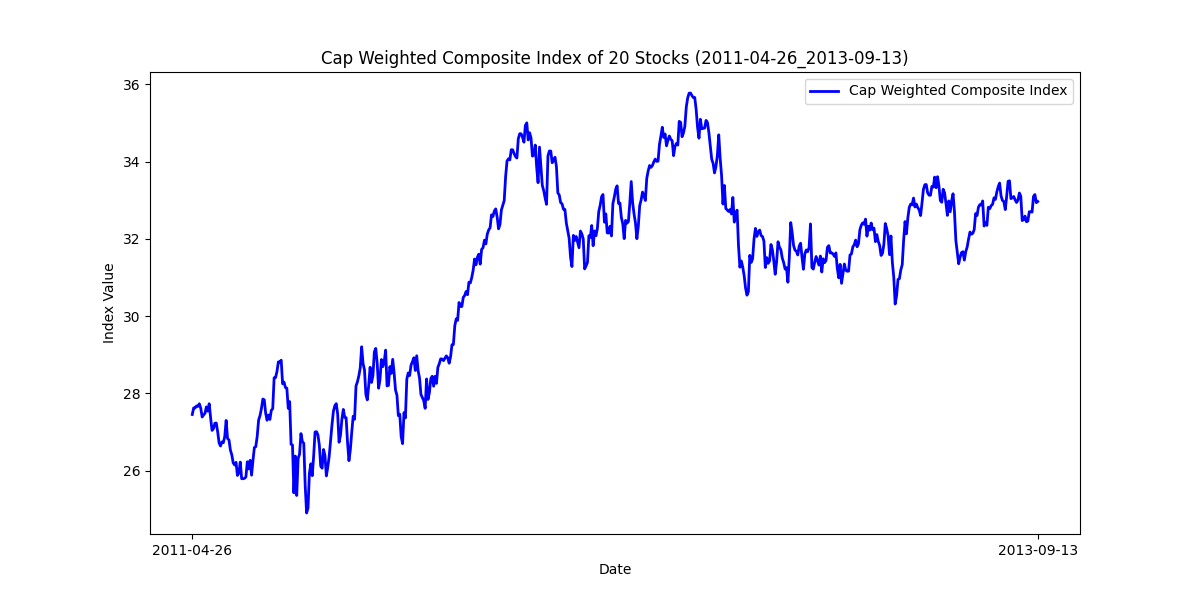 Cap Weighted Composite Index of 20 Stocks (2011-04-26_2013-09-13)
Cap Weighted Composite Index
36
34
32
30
28
26
Index Value
2011-04-26
2013-09-13
Date